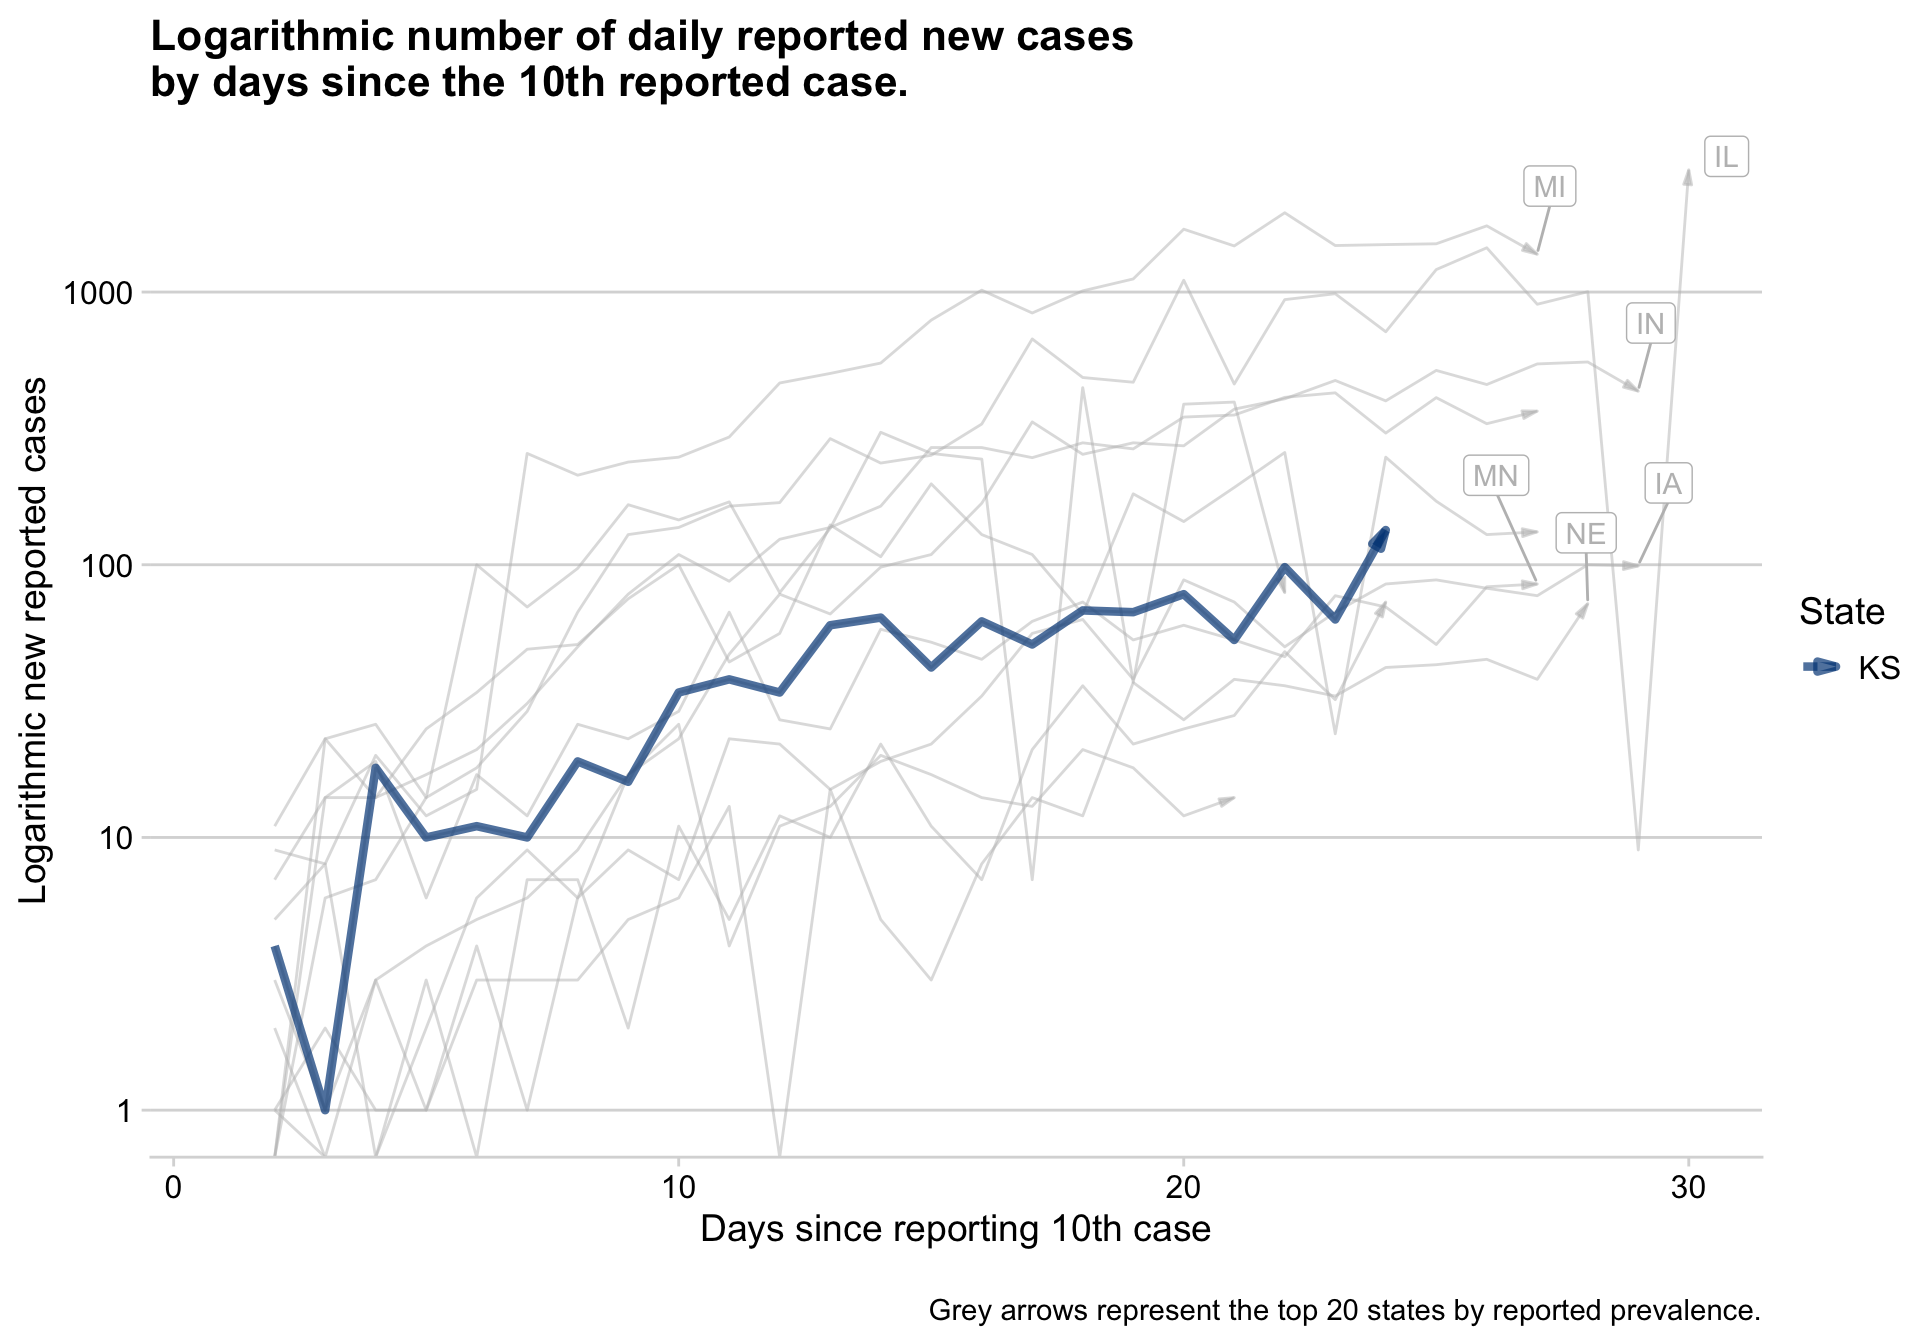 Logarithmic number of daily reported new cases
by days since the 10th reported case.
IL
MI
1000
IN
MN
IA
NE
100
Logarithmic new reported cases
State
KS
10
1
0
10
20
30
Days since reporting 10th case
Grey arrows represent the top 20 states by reported prevalence.